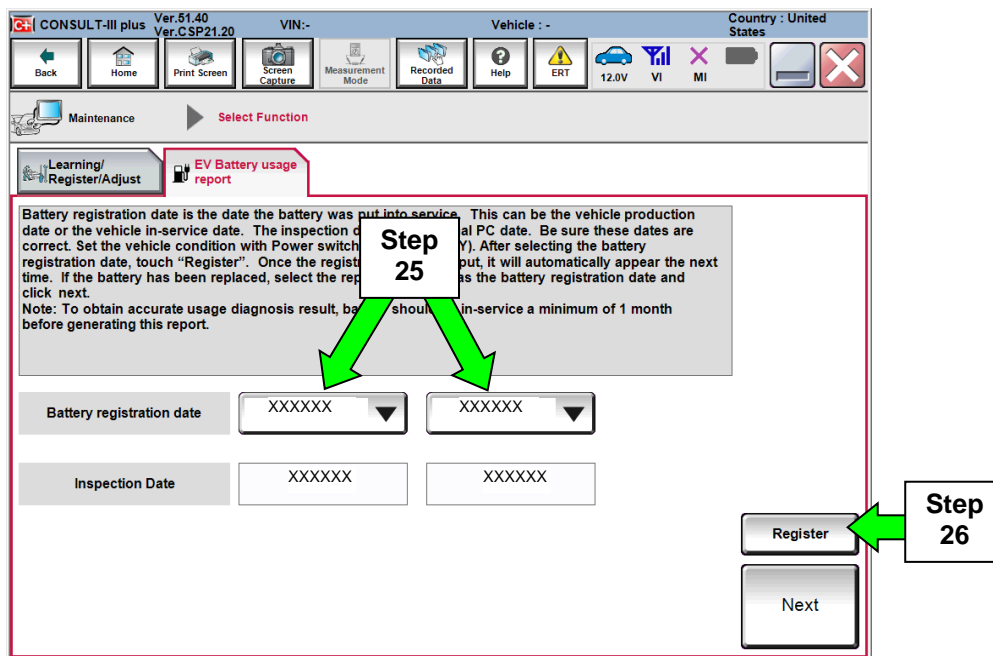 CONSULT-III plus Ver.51.40 VIN:- Vehicle : - Country : United
Ver.CSP21.20 States
Back Home Print Screen Screen Capture Measurement Mode Recorded Data Help ERT 12.0V VI MI
Maintenance Select Function
Learning/ EV Battery usage
Register/Adjust report
Battery registration date is the date the battery was put into service. This can be the vehicle production
date or the vehicle in-service date. The inspection d al PC date. Be sure these dates are
correct. Set the vehicle condition with Power switch Y). After selecting the battery
registration date, touch “Register”. Once the regist put, it will automatically appear the next
time. If the battery has been replaced, select the rep as the battery registration date and
click next.
Note: To obtain accurate usage diagnosis result, ba should in-service a minimum of 1 month
before generating this report.
Step
25
Battery registration date XXXXXX XXXXXX
Inspection Date XXXXXX XXXXXX
Register
Step
26
Next